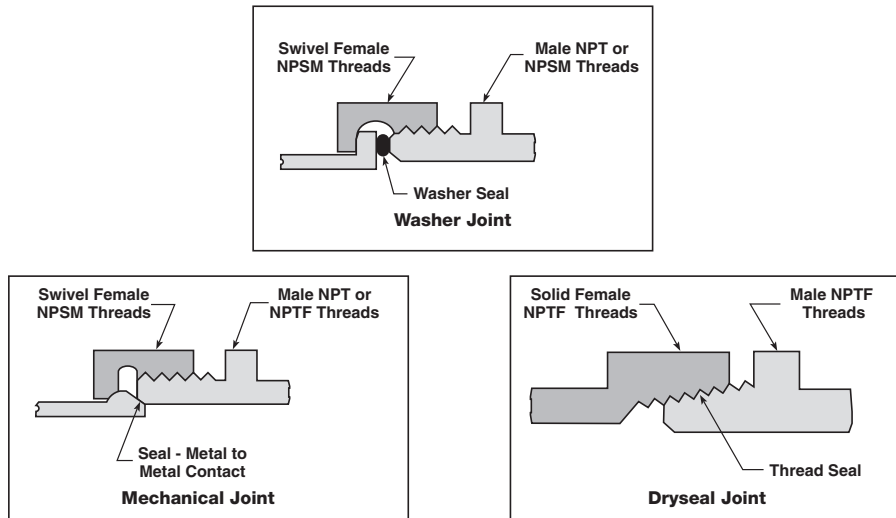 Swivel Female
NPSM Threads
Male NPT or
NPSM Threads
Washer Seal
Washer Joint
Swivel Female
NPSM Threads
Male NPT or
NPTF Threads
Seal - Metal to
Metal Contact
Mechanical Joint
Solid Female
NPTF Threads
Male NPTF
Threads
Thread Seal
Dryseal Joint